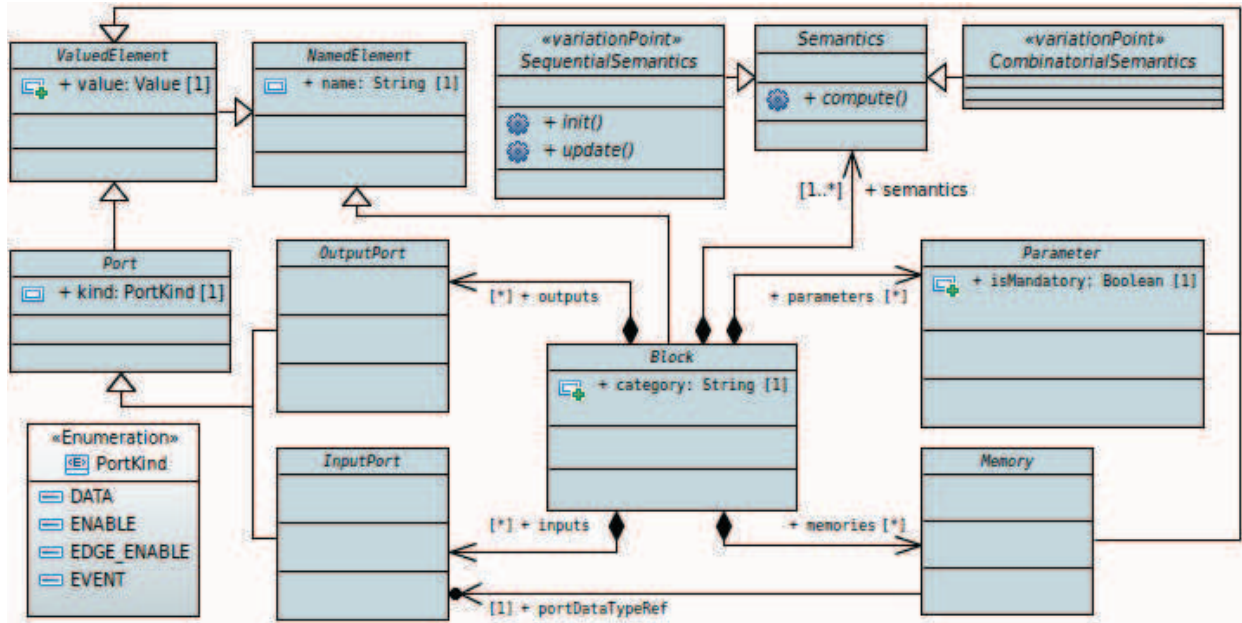 ValuedElement
+ value: Value [1]
NamedElement
+ name: String [1]
«variationPoint»
SequentialSemantics
+ init()
+ update()
Semantics
+ compute()
«variationPoint»
CombinatorialSemantics
[1..*] + semantics
Port
+ kind: PortKind [1]
OutputPort
[*] + outputs
+ parameters [*]
Parameter
+ isMandatory: Boolean [1]
Block
+ category: String [1]
«Enumeration»
<E> PortKind
DATA
ENABLE
EDGE_ENABLE
EVENT
InputPort
[*] + inputs
+ memories [*]
Memory
[1] + portDataTypeRef